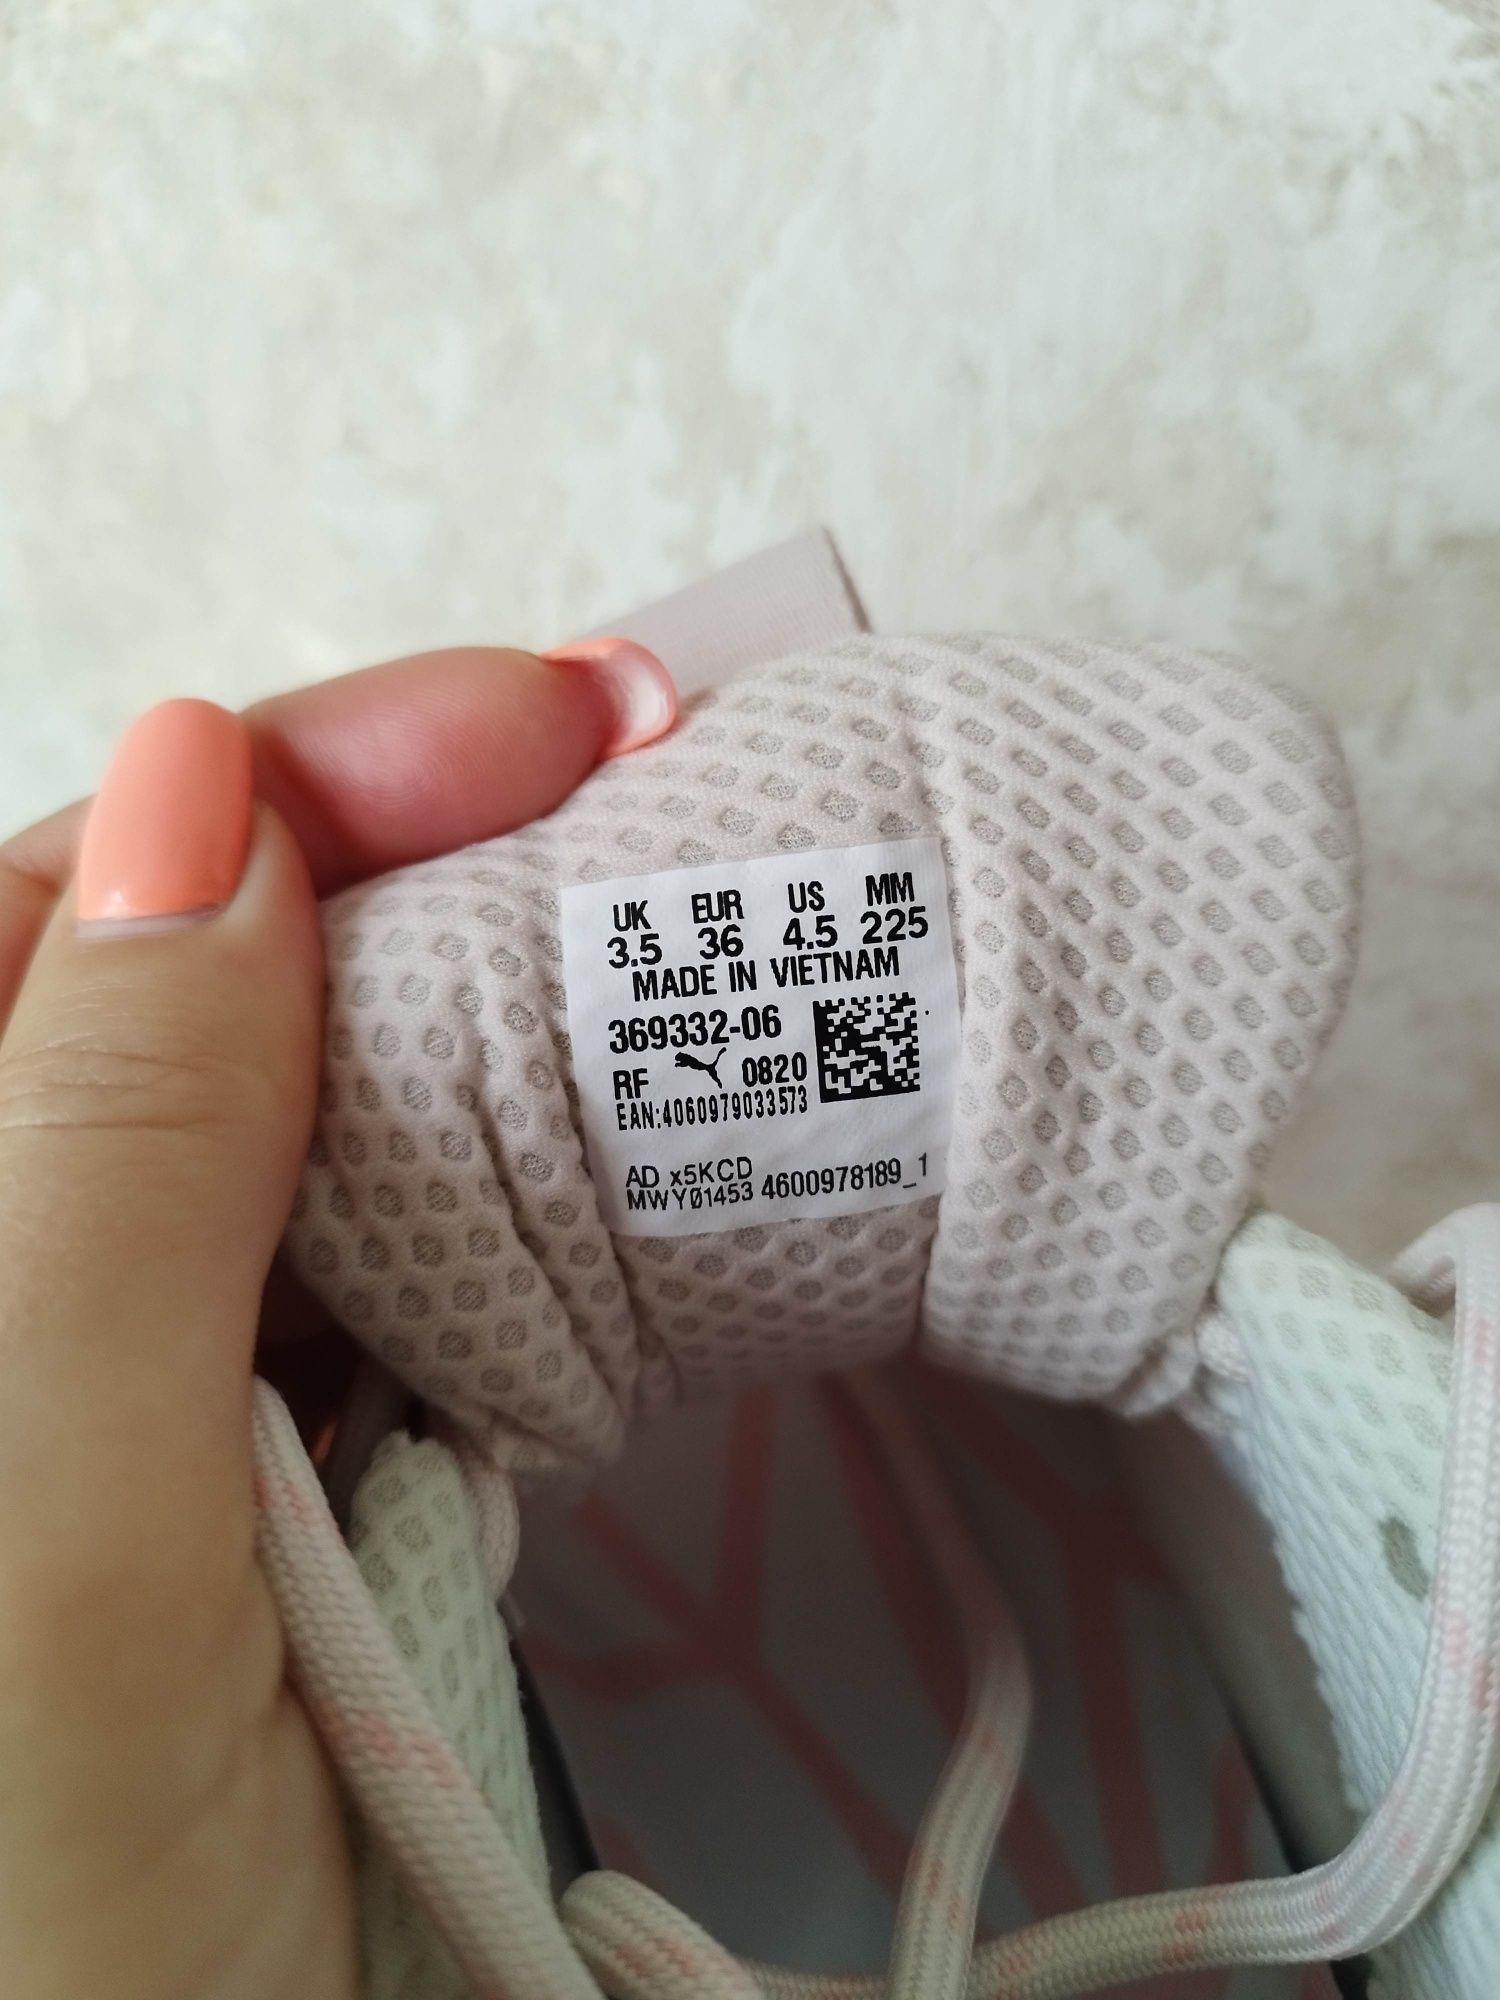 UK EUR US MM
3.5 36 4.5 225
MADE IN VIETNAM
369332-06
RF 0820
EAN:4060979033573
AD x5KCD
MWY01453 4600978189_1